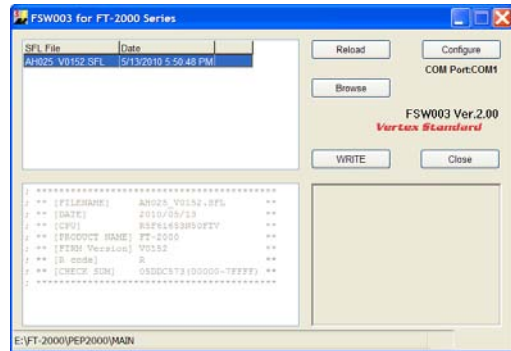 FSW003 for FT-2000 Series
SFL File Date
AH025_V0152.SFL 5/13/2010 5:50:48 PM
Reload Configure
COM Port:COM1
Browse
FSW003 Ver.2.00
Vertex Standard
WRITE Close
; ******************************************
; ** [FILENAME] AH025_V0152.SFL **
; ** [DATE] 2010/05/13 **
; ** [CPU] R5F61653N50FTV **
; ** [PRODUCT NAME] FT-2000 **
; ** [FIRM Version] V0152 **
; ** [R code] R **
; ** [CHECK SUM] 05DDC573(00000-7FFFF) **
; ******************************************
E:\FT-2000\PEP2000\MAIN